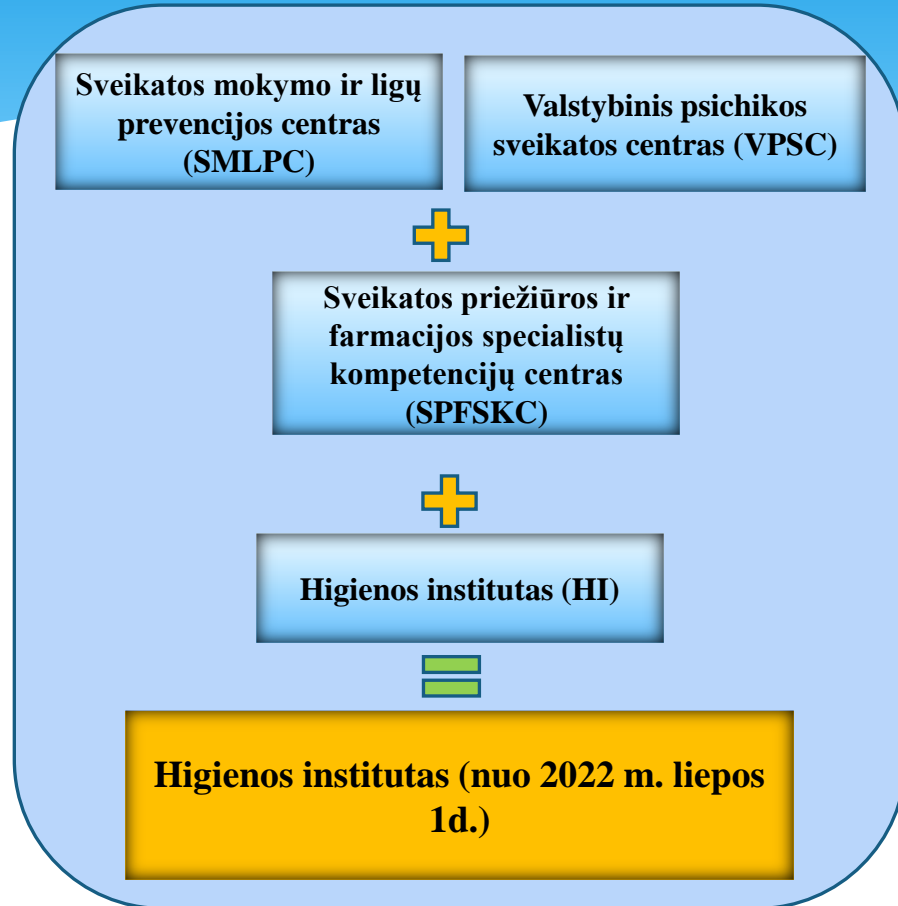 Sveikatos mokymo ir ligų
prevencijos centras
(SMLPC)
Valstybinis psichikos
sveikatos centras (VPSC)
Sveikatos priežiūros ir
farmacijos specialistų
kompetencijų centras
(SPFSKC)
Higienos institutas (HI)
Higienos institutas (nuo 2022 m. liepos
1d.)